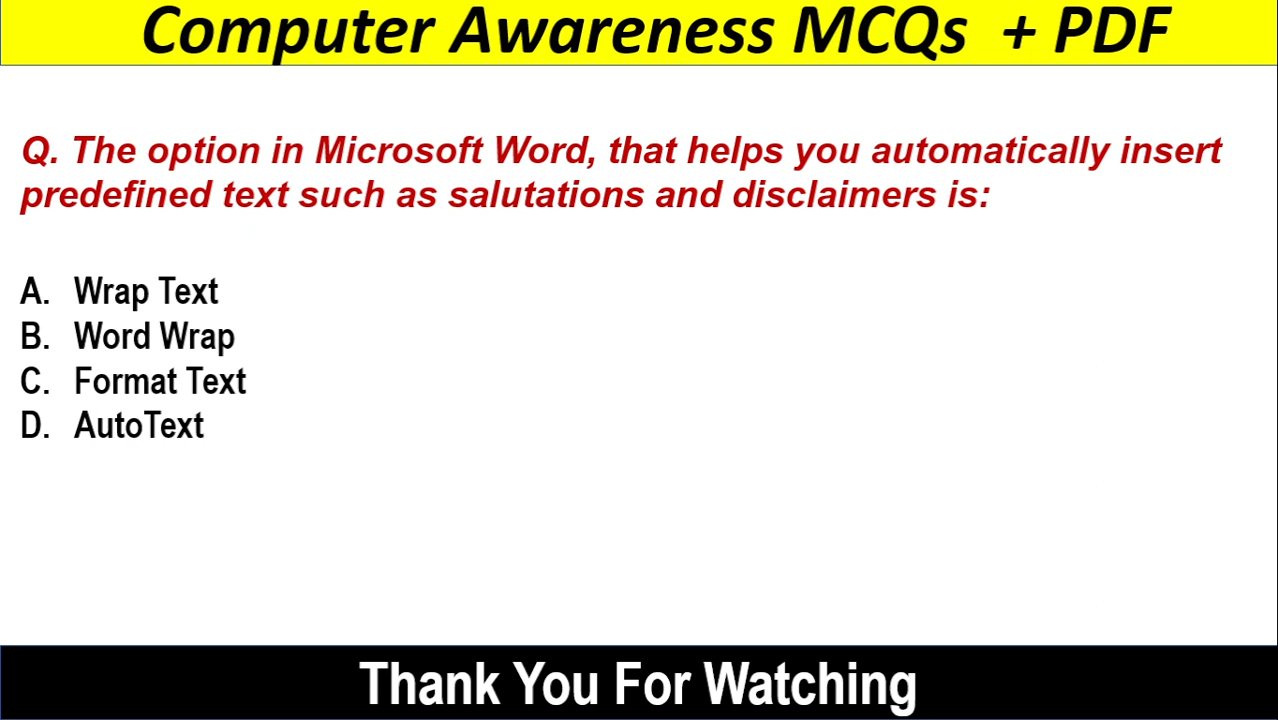 Computer Awareness MCQs + PDF
Q. The option in Microsoft Word, that helps you automatically insert
predefined text such as salutations and disclaimers is:
A. Wrap Text
B. Word Wrap
C. Format Text
D. AutoText
Thank You For Watching